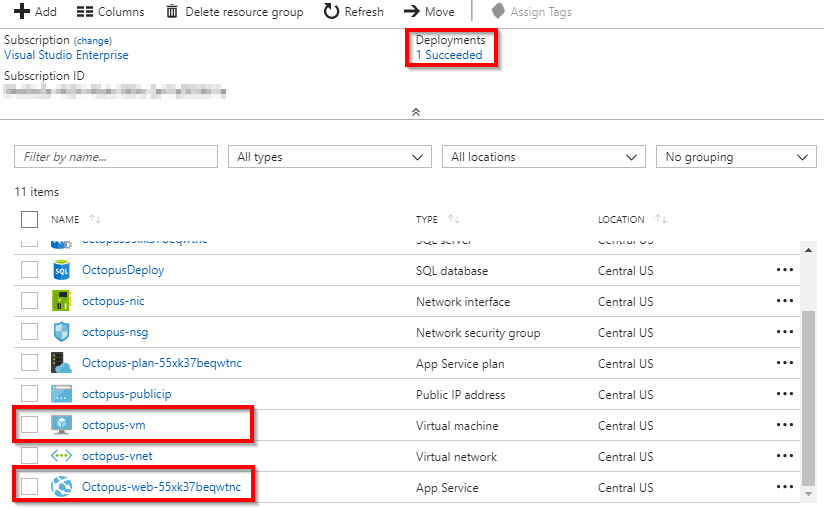 Add Columns Delete resource group Refresh Move Assign Tags
Subscription (change) Deployments
Visual Studio Enterprise 1 Succeeded
Subscription ID
Filter by name... All types All locations No grouping
11 items
NAME TYPE LOCATION
SQL server Central US
SQL OctopusDeploy SQL database Central US
octopus-nic Network interface Central US
octopus-nsg Network security group Central US
Octopus-plan-55xk37beqwtnc App Service plan Central US
octopus-publicip Public IP address Central US
octopus-vm Virtual machine Central US
octopus-vnet Virtual network Central US
Octopus-web-55xk37beqwtnc App Service Central US